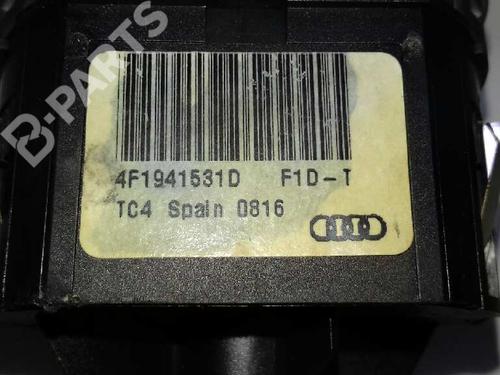 B-PARTS
4F1941531D F1D-T
TC4 Spain 0816